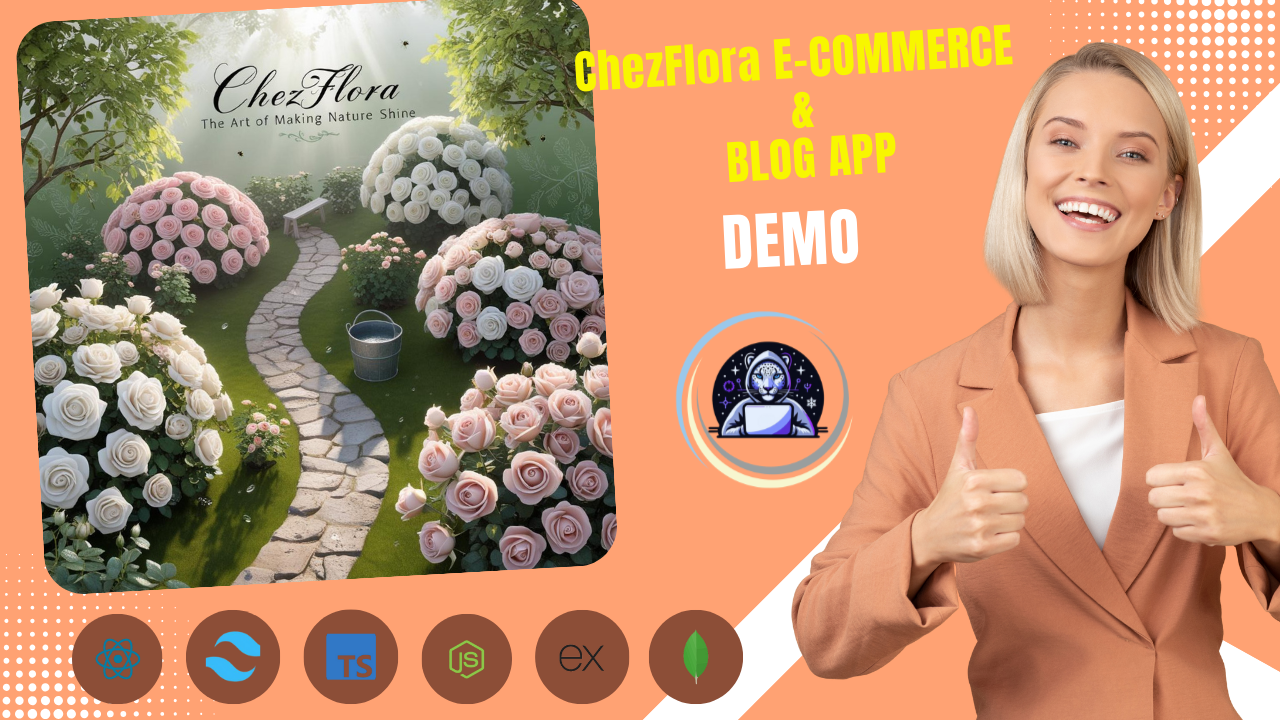 ChezFlora
The Art of Making Nature Shine
ChezFlora E-COMMERCE
&
BLOG APP
DEMO
TS
JS
ex